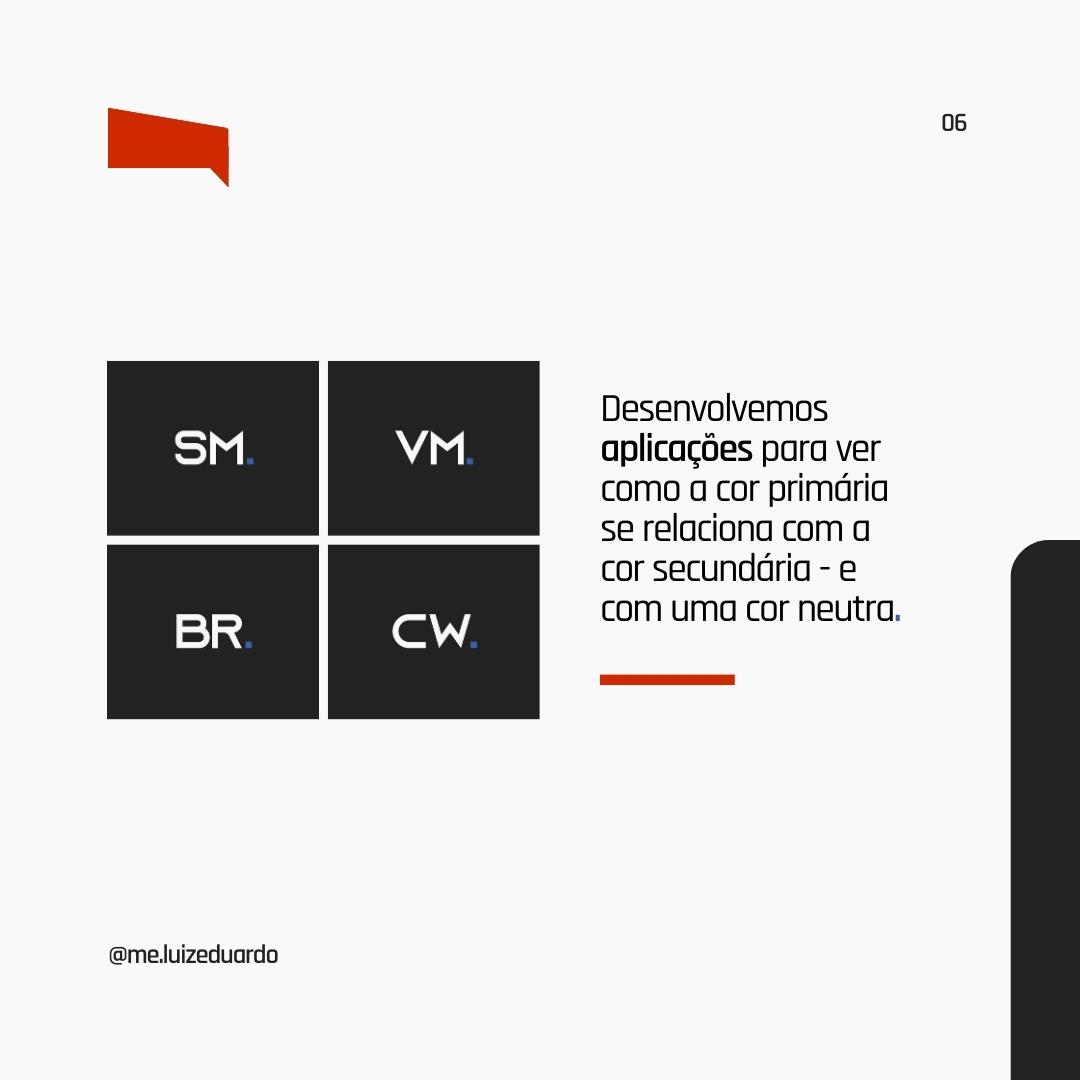 06
SM.
VM.
BR.
CW.
Desenvolvemos
aplicações para ver
como a cor primária
se relaciona com a
cor secundária - e
com uma cor neutra.
@me.luizeduardo